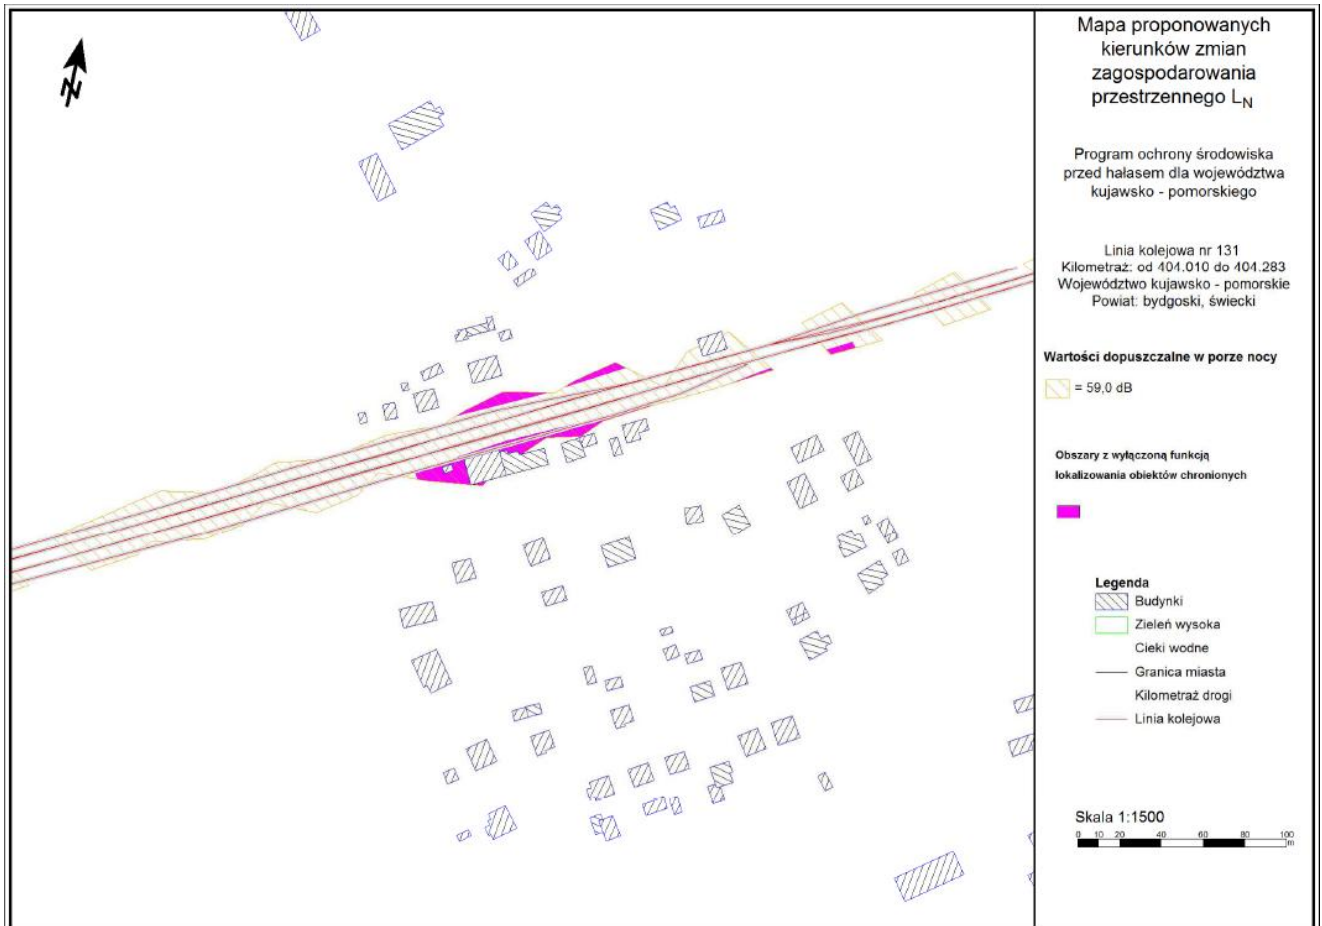 N
Mapa proponowanych
kierunków zmian
zagospodarowania
przestrzennego LN
Program ochrony środowiska
przed hałasem dla województwa
kujawsko - pomorskiego
Linia kolejowa nr 131
Kilometraż: od 404.010 do 404.283
Województwo kujawsko - pomorskie
Powiat: bydgoski, świecki
Wartości dopuszczalne w porze nocy
= 59,0 dB
Obszary z wyłączoną funkcją
lokalizowania obiektów chronionych
Legenda
Budynki
Zieleń wysoka
Cieki wodne
Granica miasta
Kilometraż drogi
Linia kolejowa
Skala 1:1500
0 10 20 40 60 80 100
m